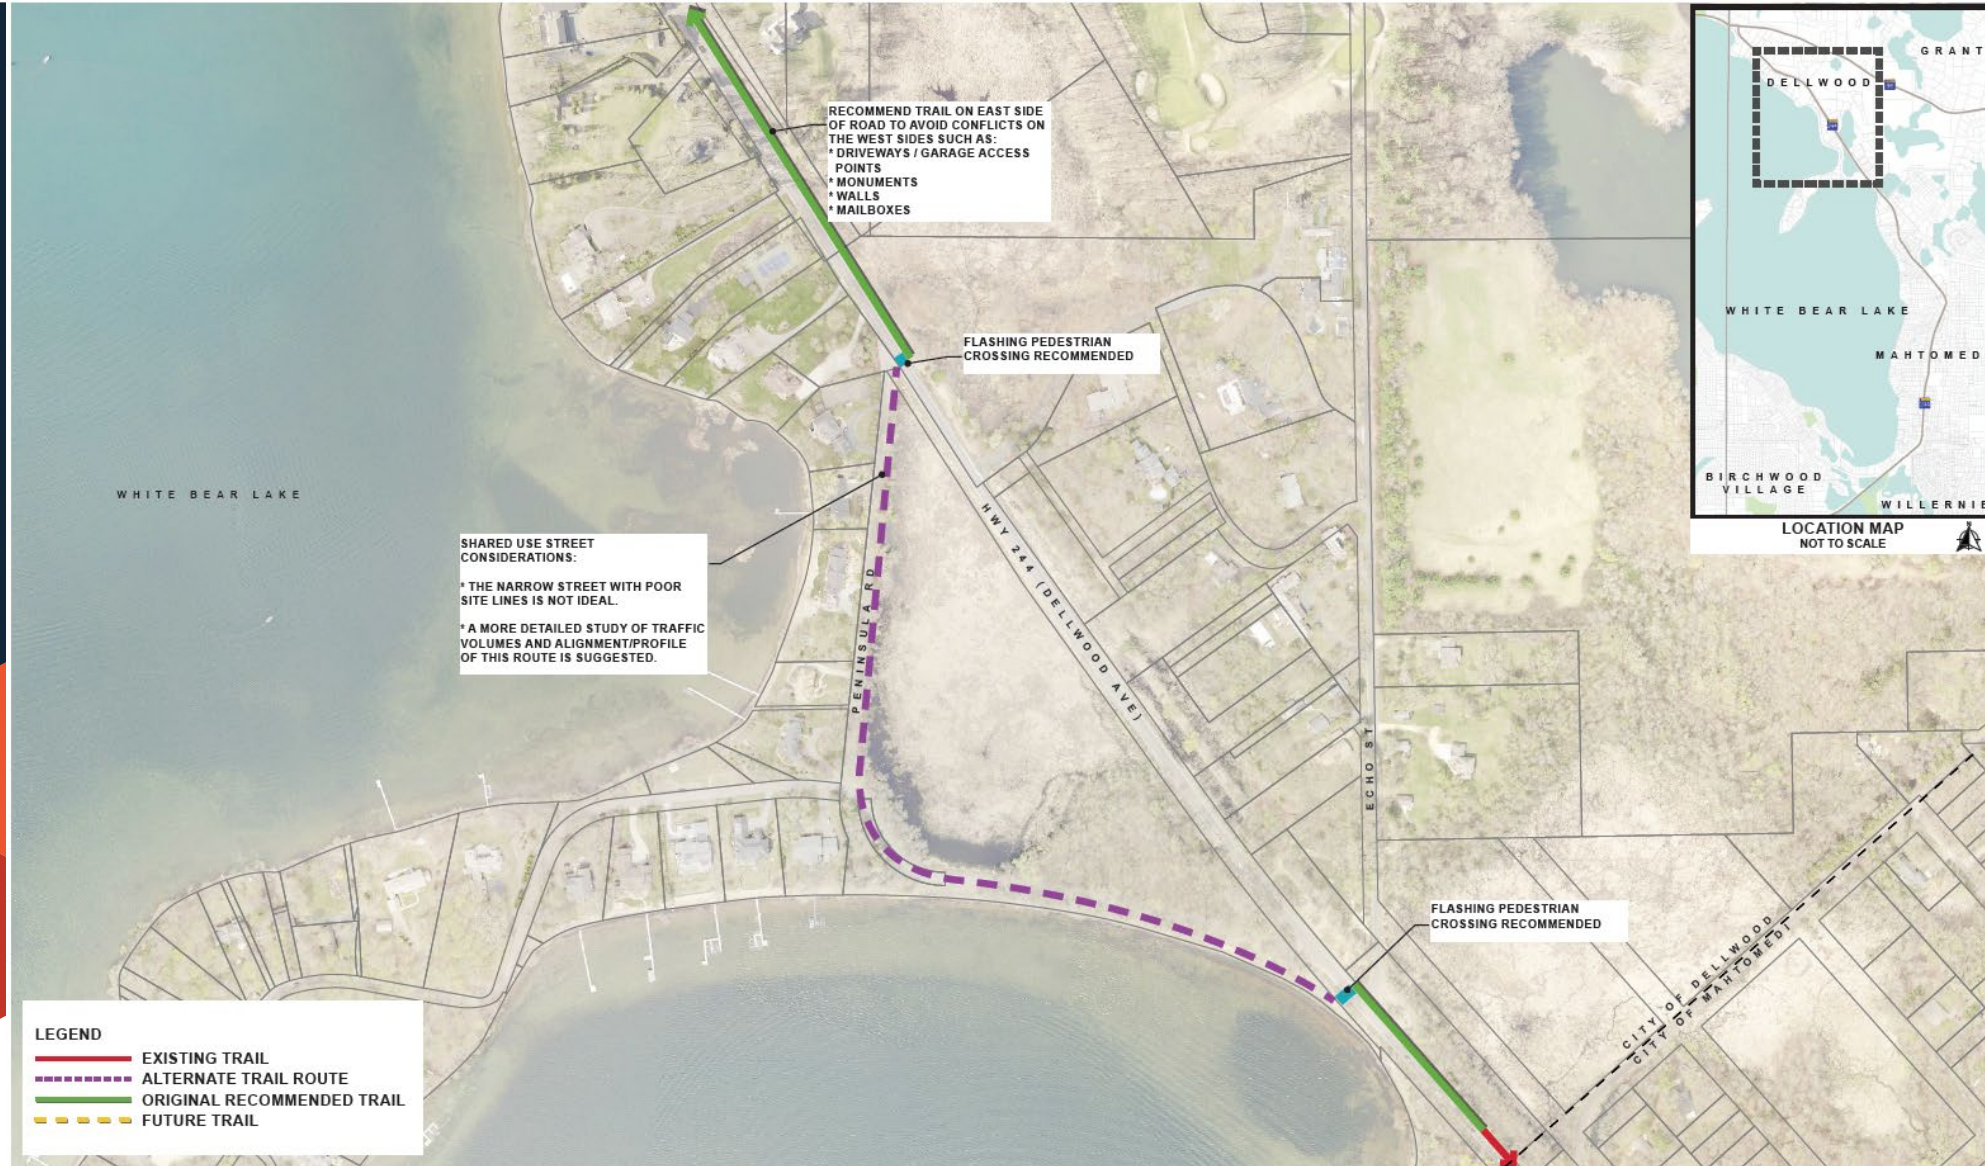 RECOMMEND TRAIL ON EAST SIDE
OF ROAD TO AVOID CONFLICTS ON
THE WEST SIDES SUCH AS:
* DRIVEWAYS / GARAGE ACCESS
POINTS
* MONUMENTS
* WALLS
* MAILBOXES
FLASHING PEDESTRIAN
CROSSING RECOMMENDED
WHITE BEAR LAKE
SHARED USE STREET
CONSIDERATIONS:
* THE NARROW STREET WITH POOR
SITE LINES IS NOT IDEAL.
* A MORE DETAILED STUDY OF TRAFFIC
VOLUMES AND ALIGNMENT/PROFILE
OF THIS ROUTE IS SUGGESTED.
PENINSULA RD
HWY 244 (DELLWOOD AVE)
ECHO ST
FLASHING PEDESTRIAN
CROSSING RECOMMENDED
CITY OF DELLWOOD
CITY OF MAHTOMEDI
GRANT
DELLWOOD
WHITE BEAR LAKE
MAHTOMED
BIRCHWOOD
VILLAGE
WILLERNIE
LOCATION MAP
NOT TO SCALE
LEGEND
EXISTING TRAIL
ALTERNATE TRAIL ROUTE
ORIGINAL RECOMMENDED TRAIL
FUTURE TRAIL